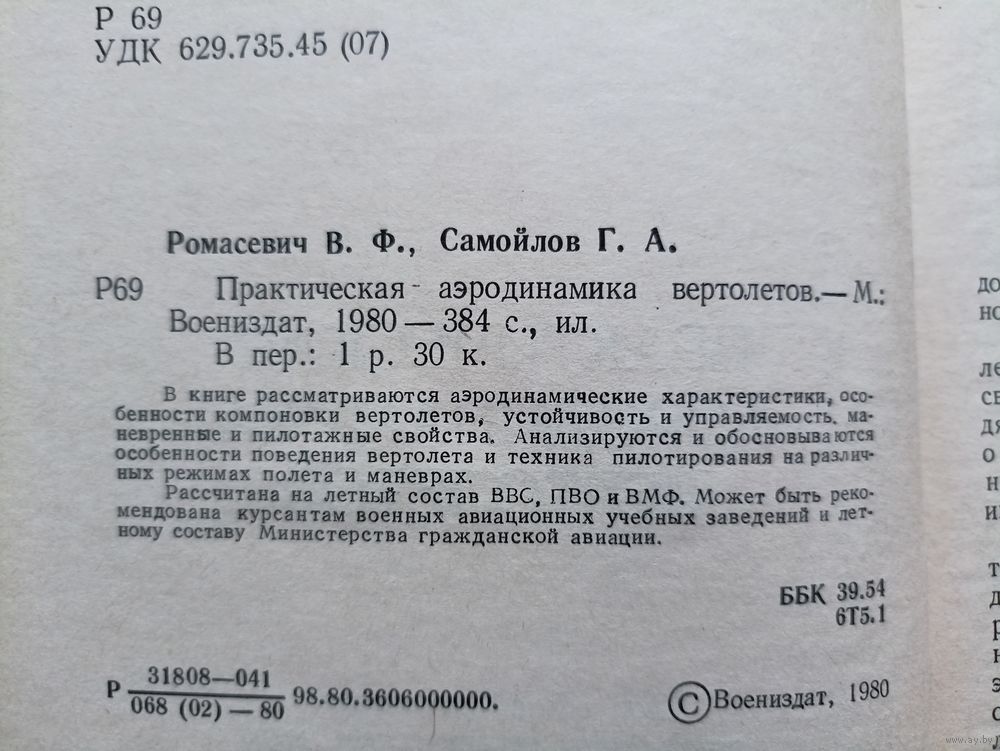 Р 69
УДК 629.735.45 (07)
Ромасевич В. Ф., Самойлов Г. А.
Р69 Практическая аэродинамика вертолетов.— М.:
Воениздат, 1980 — 384 с., ил.
В пер.: 1 р. 30 к.
В книге рассматриваются аэродинамические характеристики, осо-
бенности компоновки вертолетов, устойчивость и управляемость, ма-
невренные и пилотажные свойства. Анализируются и обосновываются
особенности поведения вертолета и техника пилотирования на различ-
ных режимах полета и маневрах.
Рассчитана на летный состав ВВС, ПВО и ВМФ. Может быть реко-
мендована курсантам военных авиационных учебных заведений и лет-
ному составу Министерства гражданской авиации.
ББК 39.54
6Т5.1
Р 31808—041
068 (02) — 80 98.80.3606000000.
© Воениздат, 1980
www.ay.by